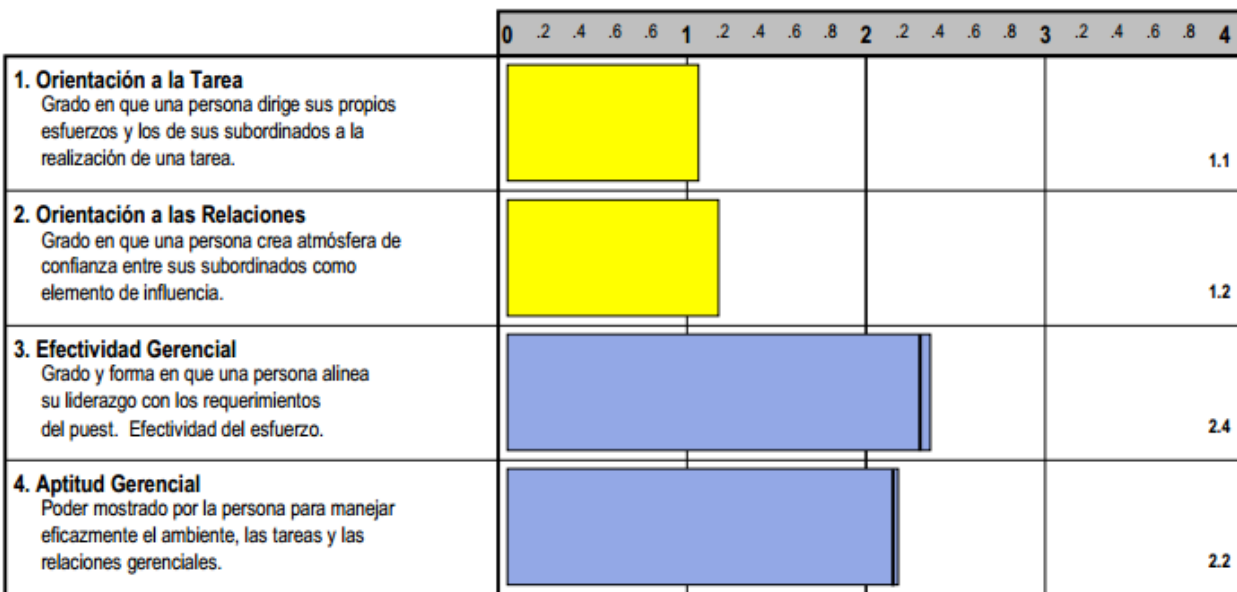 0 .2 .4 .6 .6 1 .2 .4 .6 .8 2 .2 .4 .6 .8 3 .2 .4 .6 .8 4
1. Orientación a la Tarea
Grado en que una persona dirige sus propios
esfuerzos y los de sus subordinados a la
realización de una tarea.
1.1
2. Orientación a las Relaciones
Grado en que una persona crea atmósfera de
confianza entre sus subordinados como
elemento de influencia.
1.2
3. Efectividad Gerencial
Grado y forma en que una persona alinea
su liderazgo con los requerimientos
del puest. Efectividad del esfuerzo.
2.4
4. Aptitud Gerencial
Poder mostrado por la persona para manejar
eficazmente el ambiente, las tareas y las
relaciones gerenciales.
2.2